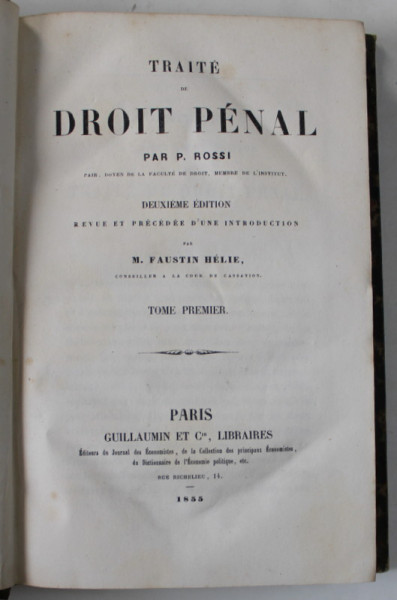 TRAITÉ
DE
DROIT PÉNAL
PAR P. ROSSI
PAIR, DOYEN DE LA FACULTÉ DE DROIT, MEMBRE DE L'INSTITUT.
DEUXIÈME ÉDITION
REVUE ET PRÉCÉDÉE D'UNE INTRODUCTION
PAR
M. FAUSTIN HÉLIE,
CONSEILLER A LA COUR DE CASSATION.
TOME PREMIER.
PARIS
GUILLAUMIN ET Cie, LIBRAIRES
Éditeurs du Journal des Économistes, de la Collection des principaux Économistes,
du Dictionnaire de l'Économie politique, etc.
RUE RICHELIEU, 14.
1855